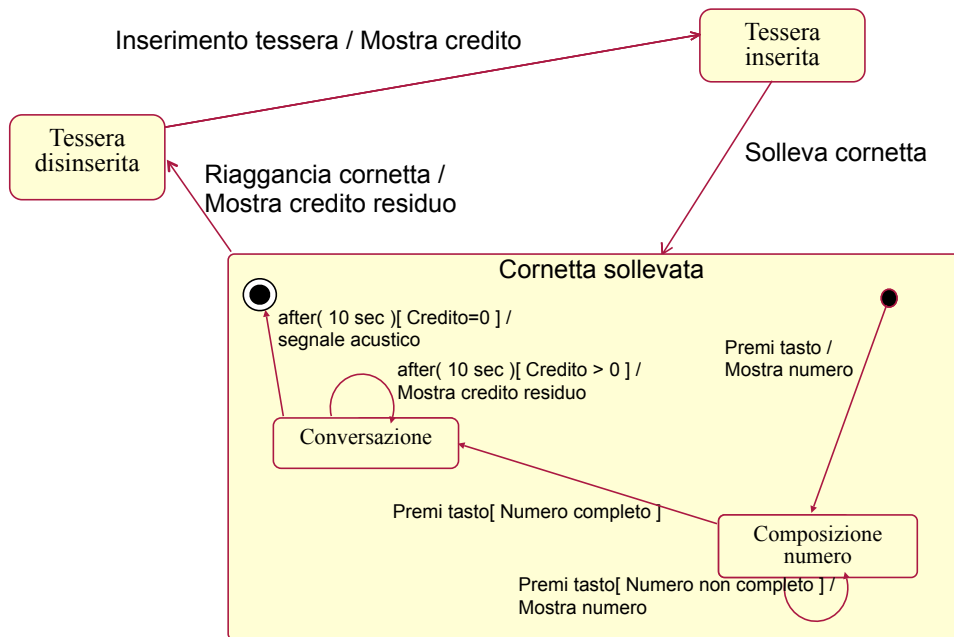 Inserimento tessera / Mostra credito
Tessera
inserita
Tessera
disinserita
Solleva cornetta
Riaggancia cornetta /
Mostra credito residuo
Cornetta sollevata
after( 10 sec )[ Credito=0 ] /
segnale acustico
Premi tasto /
Mostra numero
after( 10 sec )[ Credito > 0 ] /
Mostra credito residuo
Conversazione
Premi tasto[ Numero completo ]
Composizione
numero
Premi tasto[ Numero non completo ] /
Mostra numero